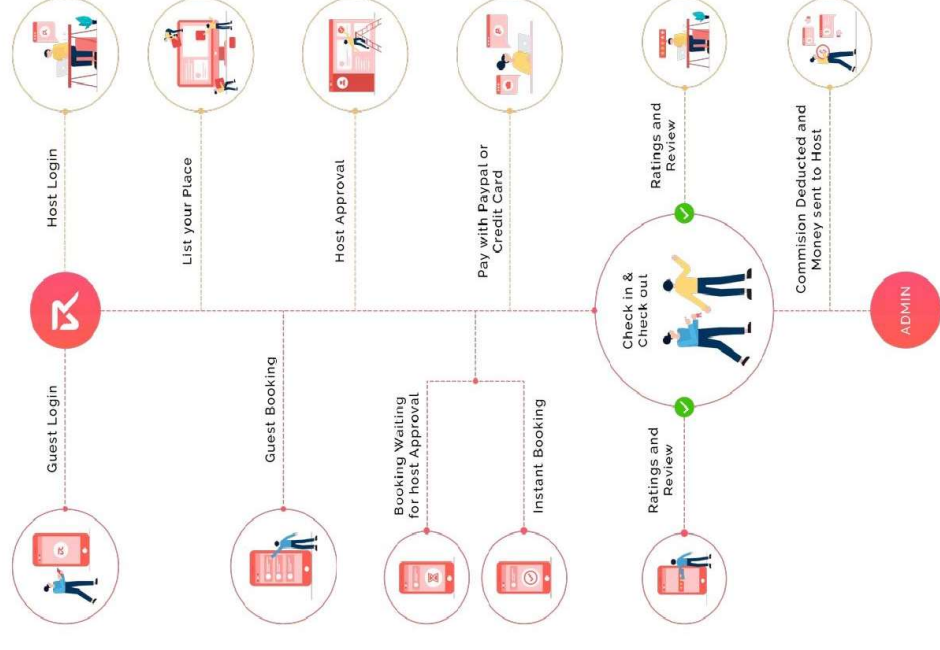 Host Login
List your Place
Host Approval
Pay with Paypal or
Credit Card
Ratings and
Review
Commision Deducted and
Money sent to Host
Check in &
Check out
ADMIN
Guest Login
Guest Booking
Booking Waiting
for host Approval
Instant Booking
Ratings and
Review